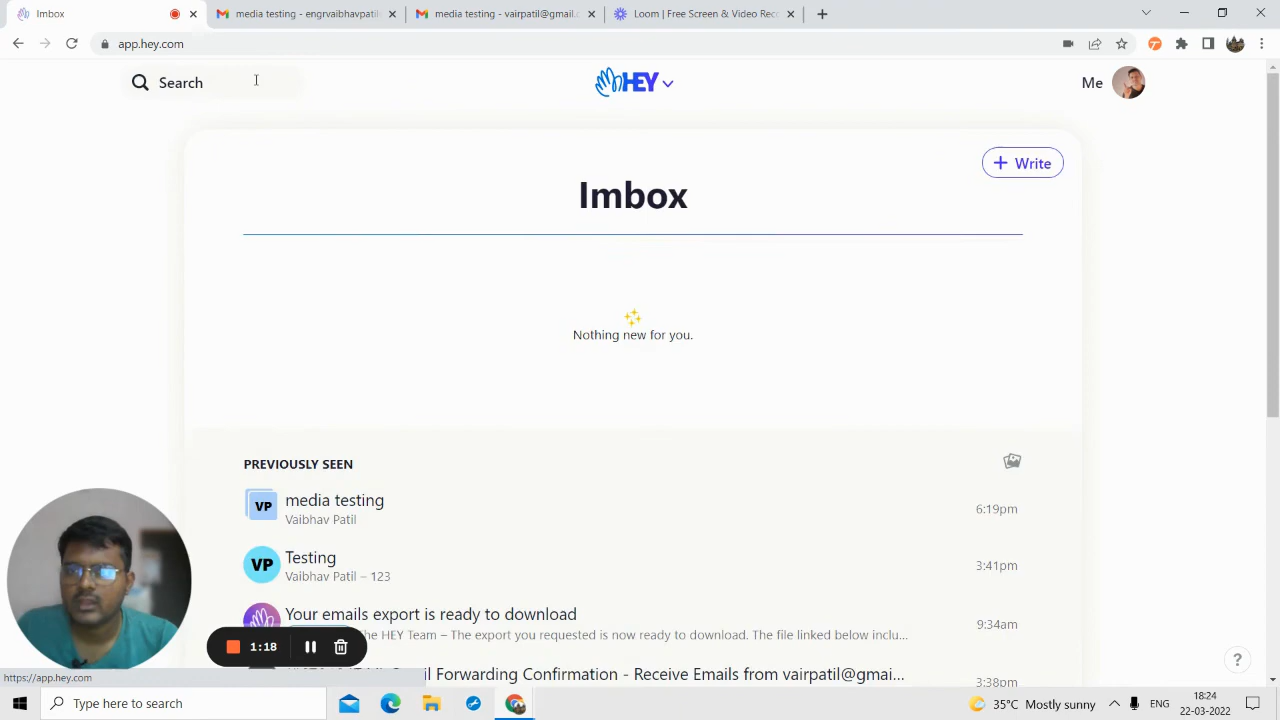 Imbox
media testing - engrvaibhavpatile
media testing - vairpatil@gmail.c
Loom | Free Screen & Video Reco
app.hey.com
Search
HEY
Me
Write
Imbox
Nothing new for you.
PREVIOUSLY SEEN
VP
media testing
Vaibhav Patil
6:19pm
VP
Testing
Vaibhav Patil – 123
3:41pm
Your emails export is ready to download
he HEY Team – The export you requested is now ready to download. The file linked below inclu...
9:34am
1:18
il Forwarding Confirmation - Receive Emails from vairpatil@gmai...
3:38pm
https://app.hey.com
?
Type here to search
35°C Mostly sunny
ENG
18:24
22-03-2022